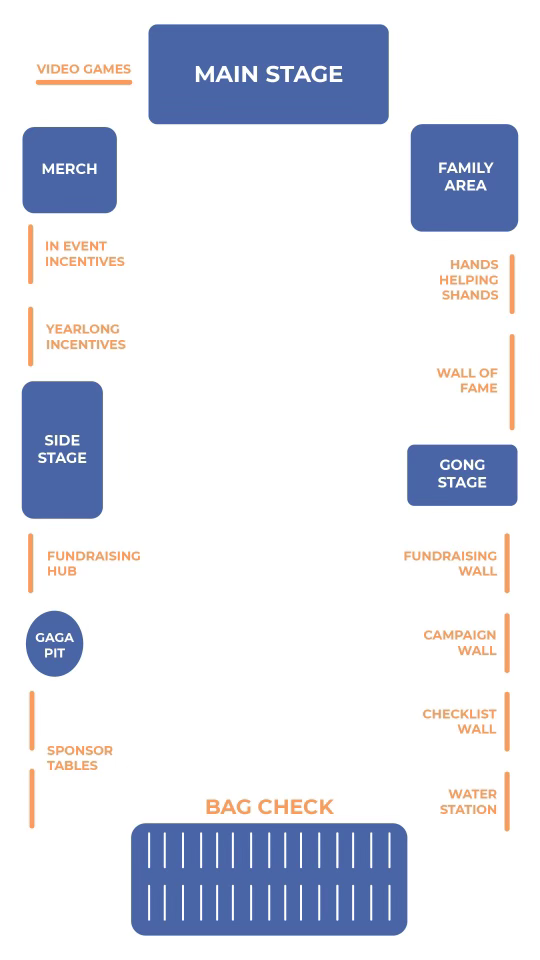 VIDEO GAMES
MAIN STAGE
MERCH
FAMILY
AREA
IN EVENT
INCENTIVES
HANDS
HELPING
SHANDS
YEARLONG
INCENTIVES
WALL OF
FAME
SIDE
STAGE
GONG
STAGE
FUNDRAISING
HUB
FUNDRAISING
WALL
GAGA
PIT
CAMPAIGN
WALL
CHECKLIST
WALL
SPONSOR
TABLES
WATER
STATION
BAG CHECK